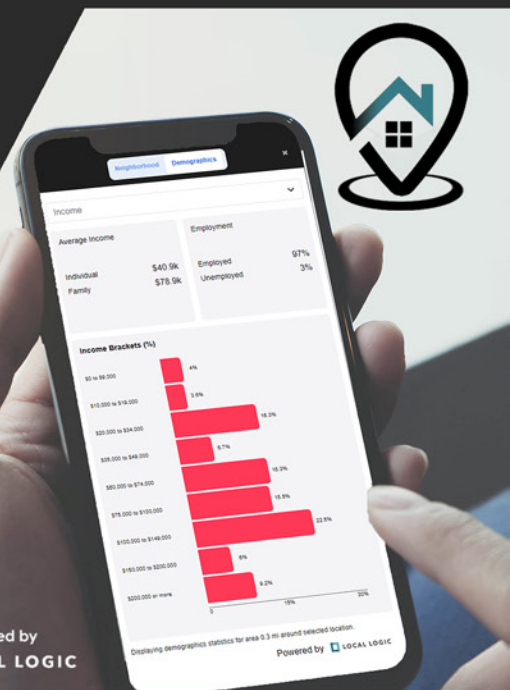 Neighborhood Demographics ×
Income
Average Income
Individual $40.9k
Family $78.9k
Employment
Employed 97%
Unemployed 3%
Income Brackets (%)
$0 to $9,000 4%
$10,000 to $19,000 3.6%
$20,000 to $34,000 16.3%
$35,000 to $49,000 6.7%
$50,000 to $74,000 16.3%
$75,000 to $100,000 15.5%
$100,000 to $149,000 22.5%
$150,000 to $200,000 6%
$200,000 or more 9.2%
0 15% 30%
Displaying demographics statistics for area 0.3 mi around selected location.
Powered by LOCAL LOGIC
ed by
L LOGIC